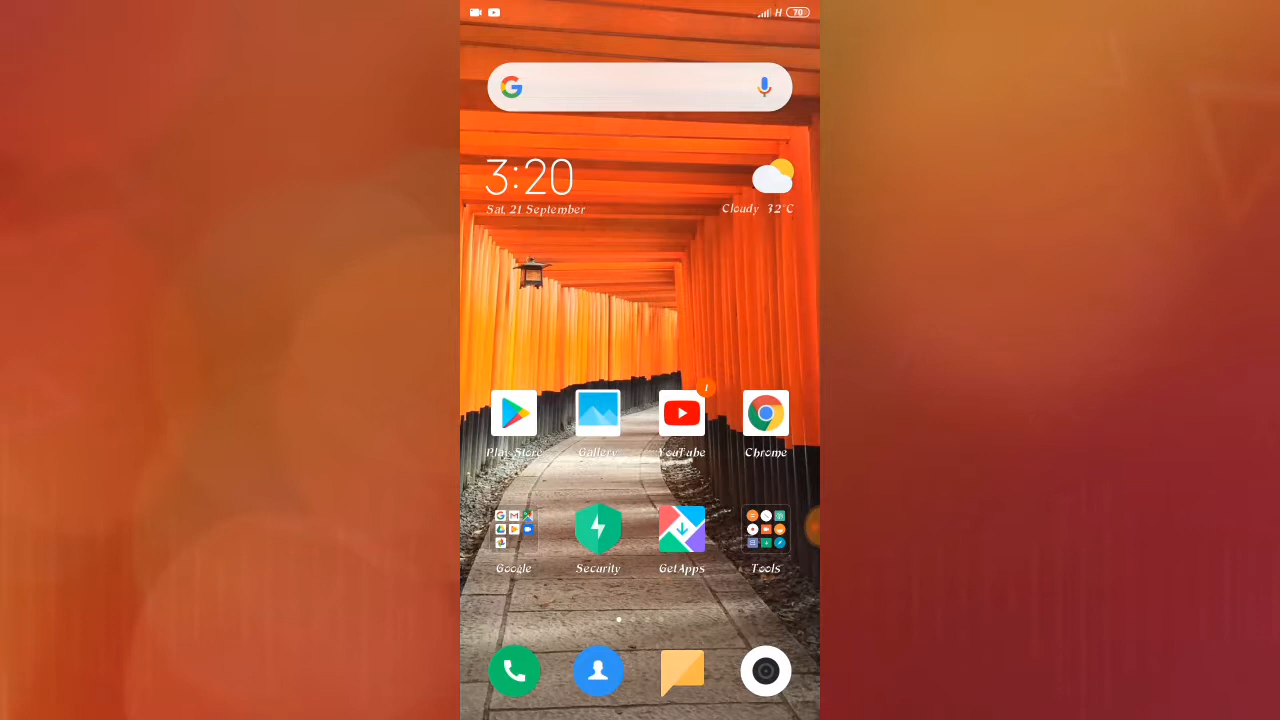 H 70
3:20
Sat, 21 September
Cloudy 32°C
1
Play Store Gallery YouTube Chrome
Google Security GetApps Tools